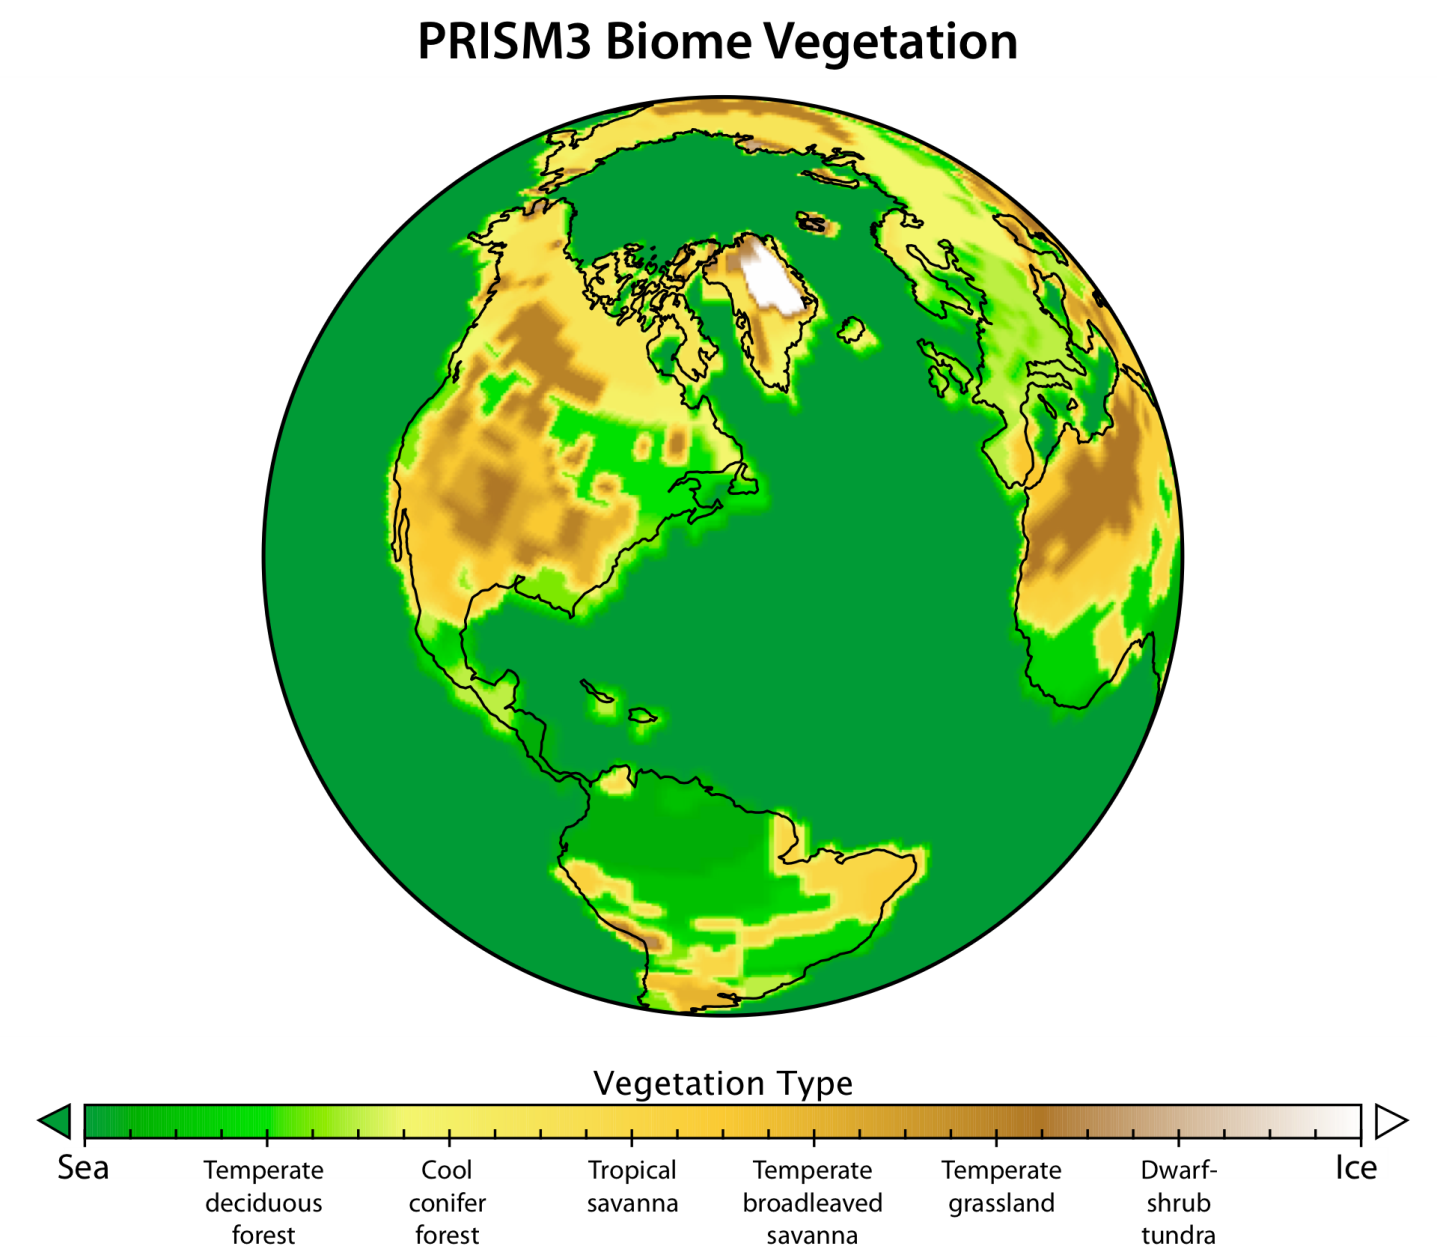 PRISM3 Biome Vegetation
Vegetation Type
Sea
Temperate
deciduous
forest
Cool
conifer
forest
Tropical
savanna
Temperate
broadleaved
savanna
Temperate
grassland
Dwarf-
shrub
tundra
Ice